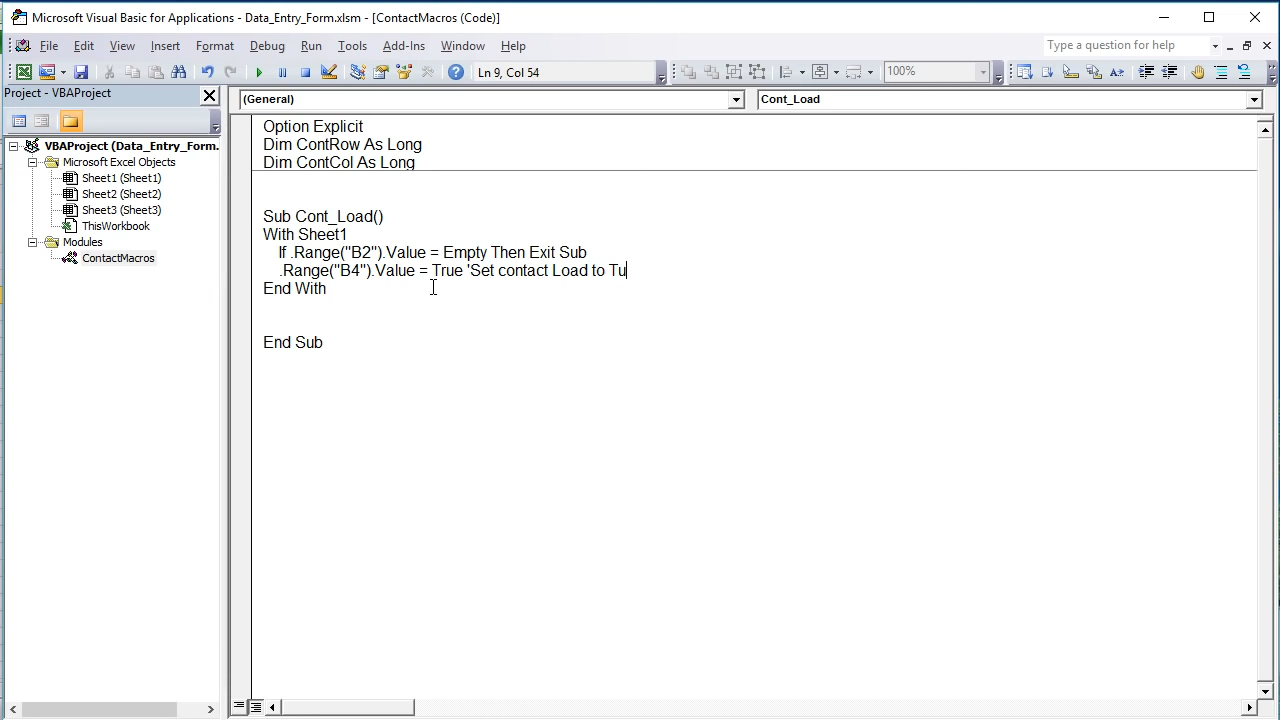 Microsoft Visual Basic for Applications - Data_Entry_Form.xlsm - [ContactMacros (Code)]
File Edit View Insert Format Debug Run Tools Add-Ins Window Help
Type a question for help
Ln 9, Col 54
100%
Project - VBAProject
(General)
Cont_Load
VBAProject (Data_Entry_Form.
Microsoft Excel Objects
Sheet1 (Sheet1)
Sheet2 (Sheet2)
Sheet3 (Sheet3)
ThisWorkbook
Modules
ContactMacros
Option Explicit
Dim ContRow As Long
Dim ContCol As Long
Sub Cont_Load()
With Sheet1
If .Range("B2").Value = Empty Then Exit Sub
.Range("B4").Value = True 'Set contact Load to Tu
End With
End Sub